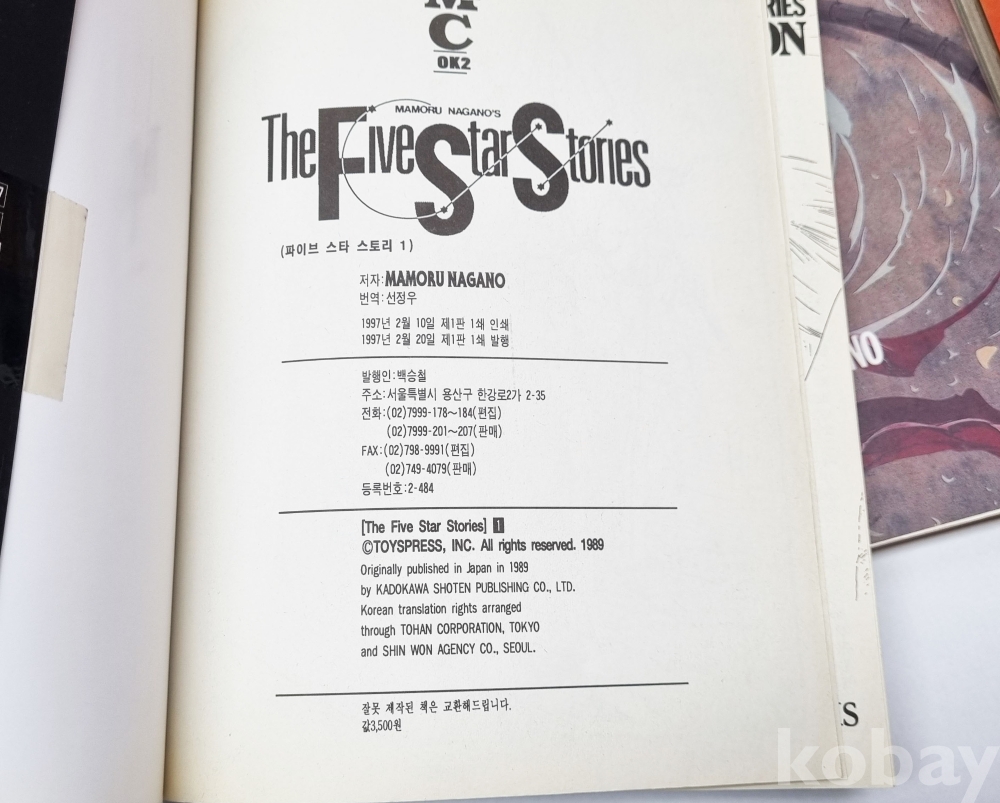 MC
OK2
MAMORU NAGANO'S
The Five Star Stories
(파이브 스타 스토리 1)
저자:MAMORU NAGANO
번역:선정우
1997년 2월 10일 제1판 1쇄 인쇄
1997년 2월 20일 제1판 1쇄 발행
발행인:백승철
주소:서울특별시 용산구 한강로2가 2-35
전화:(02)7999-178~184(편집)
(02)7999-201~207(판매)
FAX:(02)798-9991(편집)
(02)749-4079(판매)
등록번호:2-484
[The Five Star Stories] 1
©TOYSPRESS, INC. All rights reserved. 1989
Originally published in Japan in 1989
by KADOKAWA SHOTEN PUBLISHING CO., LTD.
Korean translation rights arranged
through TOHAN CORPORATION, TOKYO
and SHIN WON AGENCY CO., SEOUL.
잘못 제작된 책은 교환해드립니다.
값3,500원
RIES
ON
NO
kobay